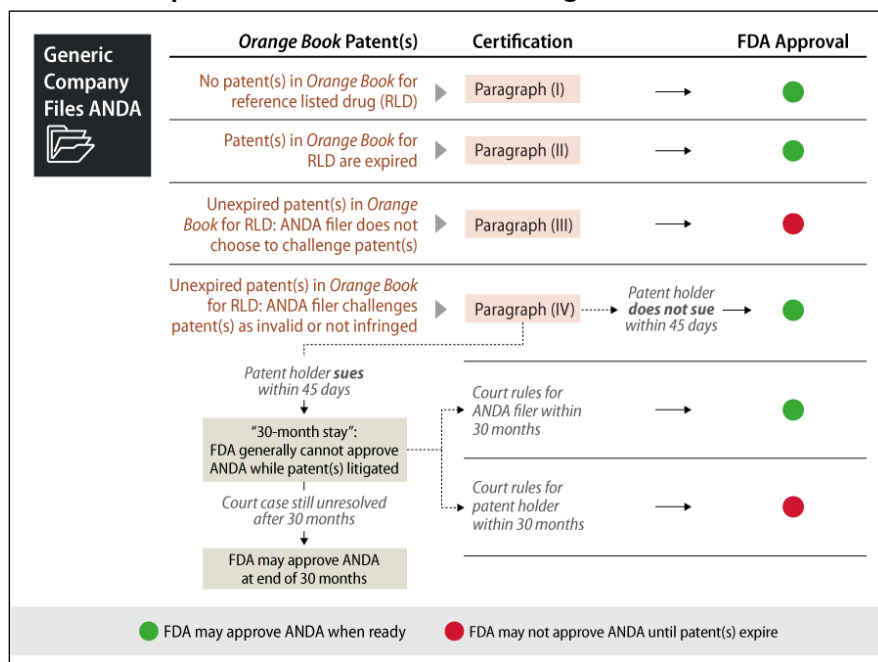 Generic
Company
Files ANDA
Orange Book Patent(s)
Certification
FDA Approval
No patent(s) in Orange Book for
reference listed drug (RLD)
Paragraph (I)
Patent(s) in Orange Book for
RLD are expired
Paragraph (II)
Unexpired patent(s) in Orange
Book for RLD: ANDA filer does not
choose to challenge patent(s)
Paragraph (III)
Unexpired patent(s) in Orange Book
for RLD: ANDA filer challenges
patent(s) as invalid or not infringed
Paragraph (IV)
Patent holder
does not sue
within 45 days
Patent holder sues
within 45 days
"30-month stay":
FDA generally cannot approve
ANDA while patent(s) litigated
Court rules for
ANDA filer within
30 months
Court case still unresolved
after 30 months
Court rules for
patent holder
within 30 months
FDA may approve ANDA
at end of 30 months
FDA may approve ANDA when ready
FDA may not approve ANDA until patent(s) expire